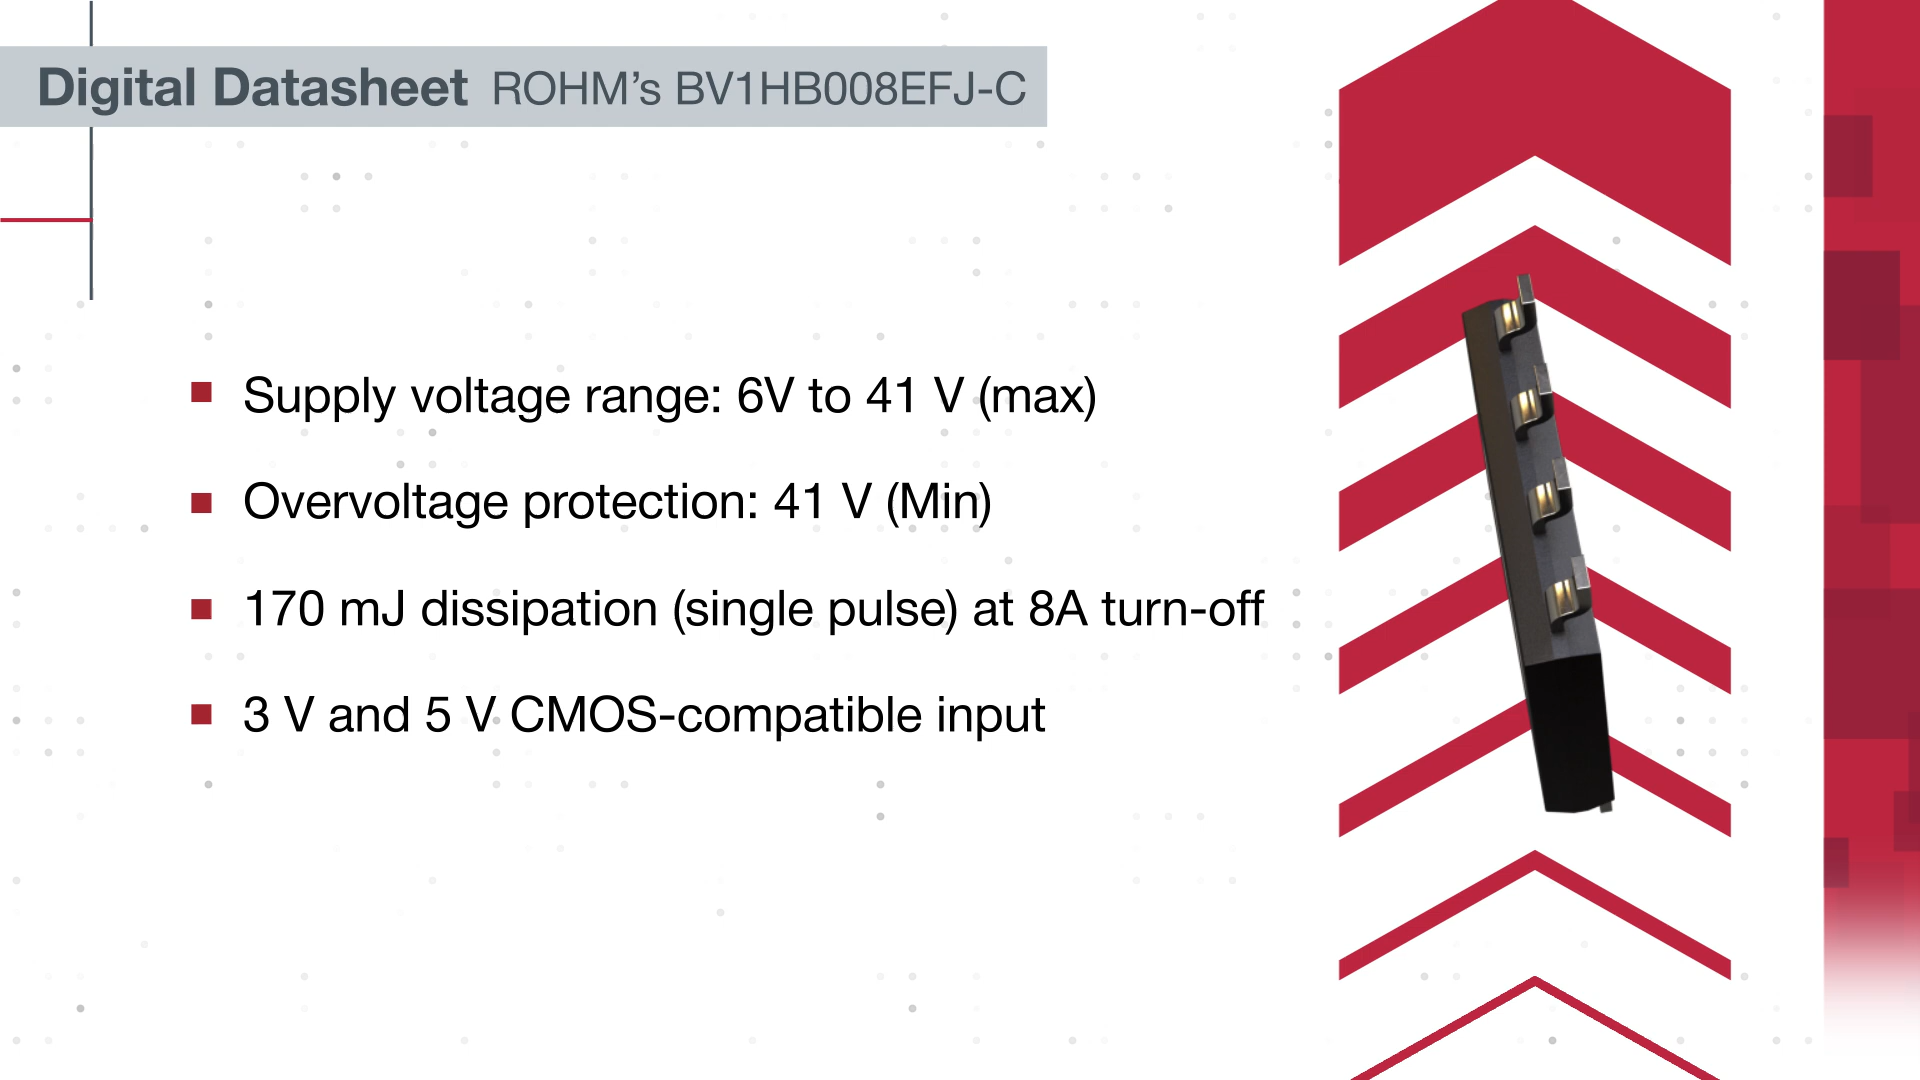 Digital Datasheet ROHM’s BV1HB008EFJ-C
Supply voltage range: 6V to 41 V (max)
Overvoltage protection: 41 V (Min)
170 mJ dissipation (single pulse) at 8A turn-off
3 V and 5 V CMOS-compatible input